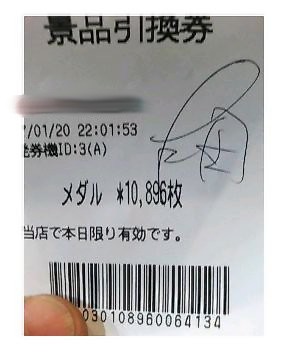 景品引換券
/01/20 22:01:53
発券機ID:3(A)
メダル *10,896枚
当店で本日限り有効です。
030108960064134